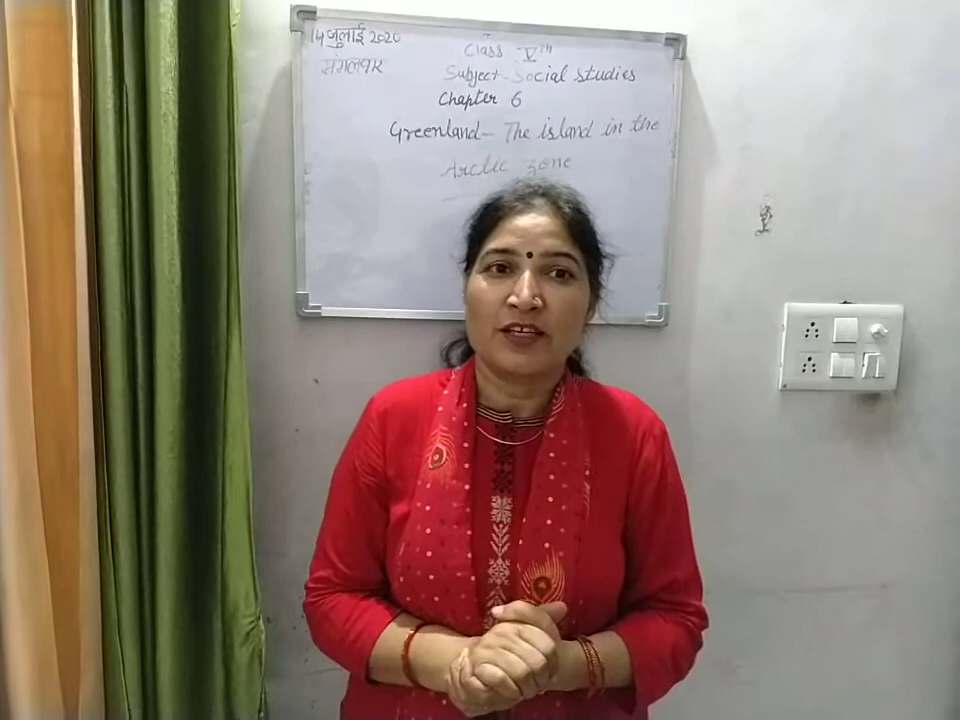 14 जुलाई 2020
मंगलवार
Class Vth
Subject - Social studies
Chapter 6
Greenland - The island in the
Arctic zone